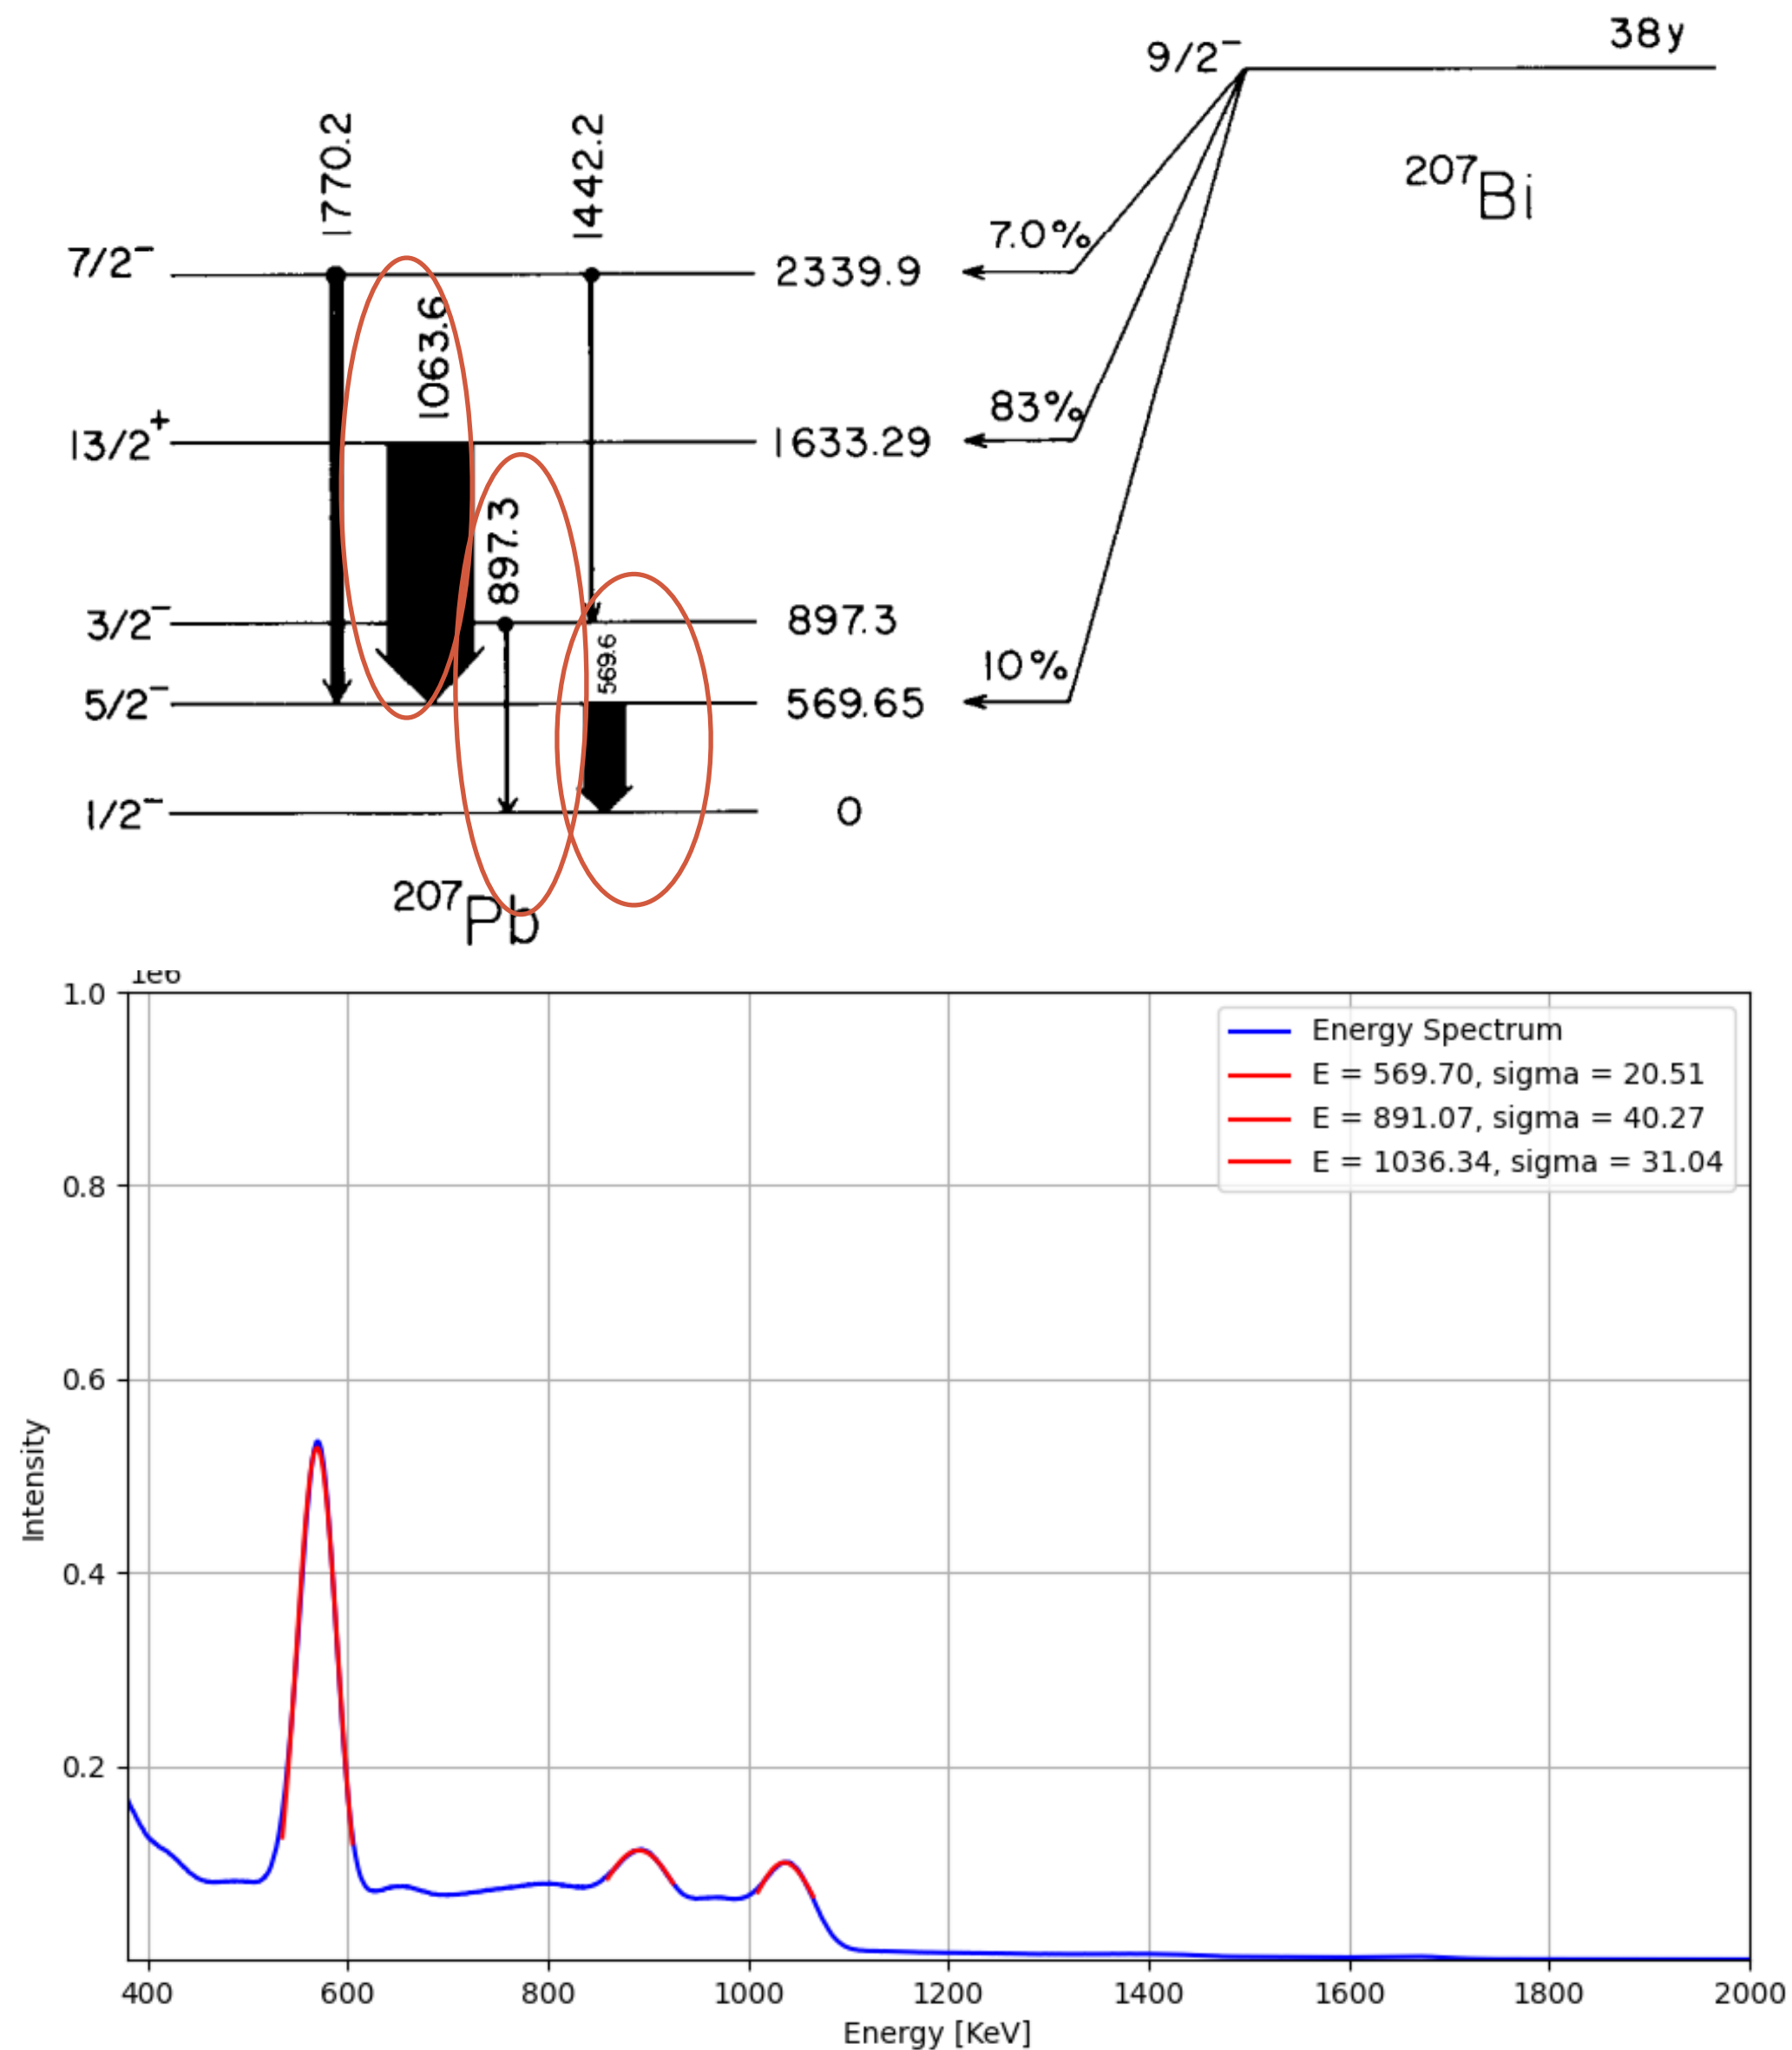 38y
9/2⁻
²⁰⁷Bi
1770.2
1442.2
7.0%
7/2⁻
2339.9
1063.6
83%
13/2⁺
1633.29
897.3
3/2⁻
897.3
569.6
10%
5/2⁻
569.65
1/2⁻
0
²⁰⁷Pb
1e6
1.0
0.8
0.6
0.4
0.2
Intensity
Energy Spectrum
E = 569.70, sigma = 20.51
E = 891.07, sigma = 40.27
E = 1036.34, sigma = 31.04
400 600 800 1000 1200 1400 1600 1800 2000
Energy [KeV]